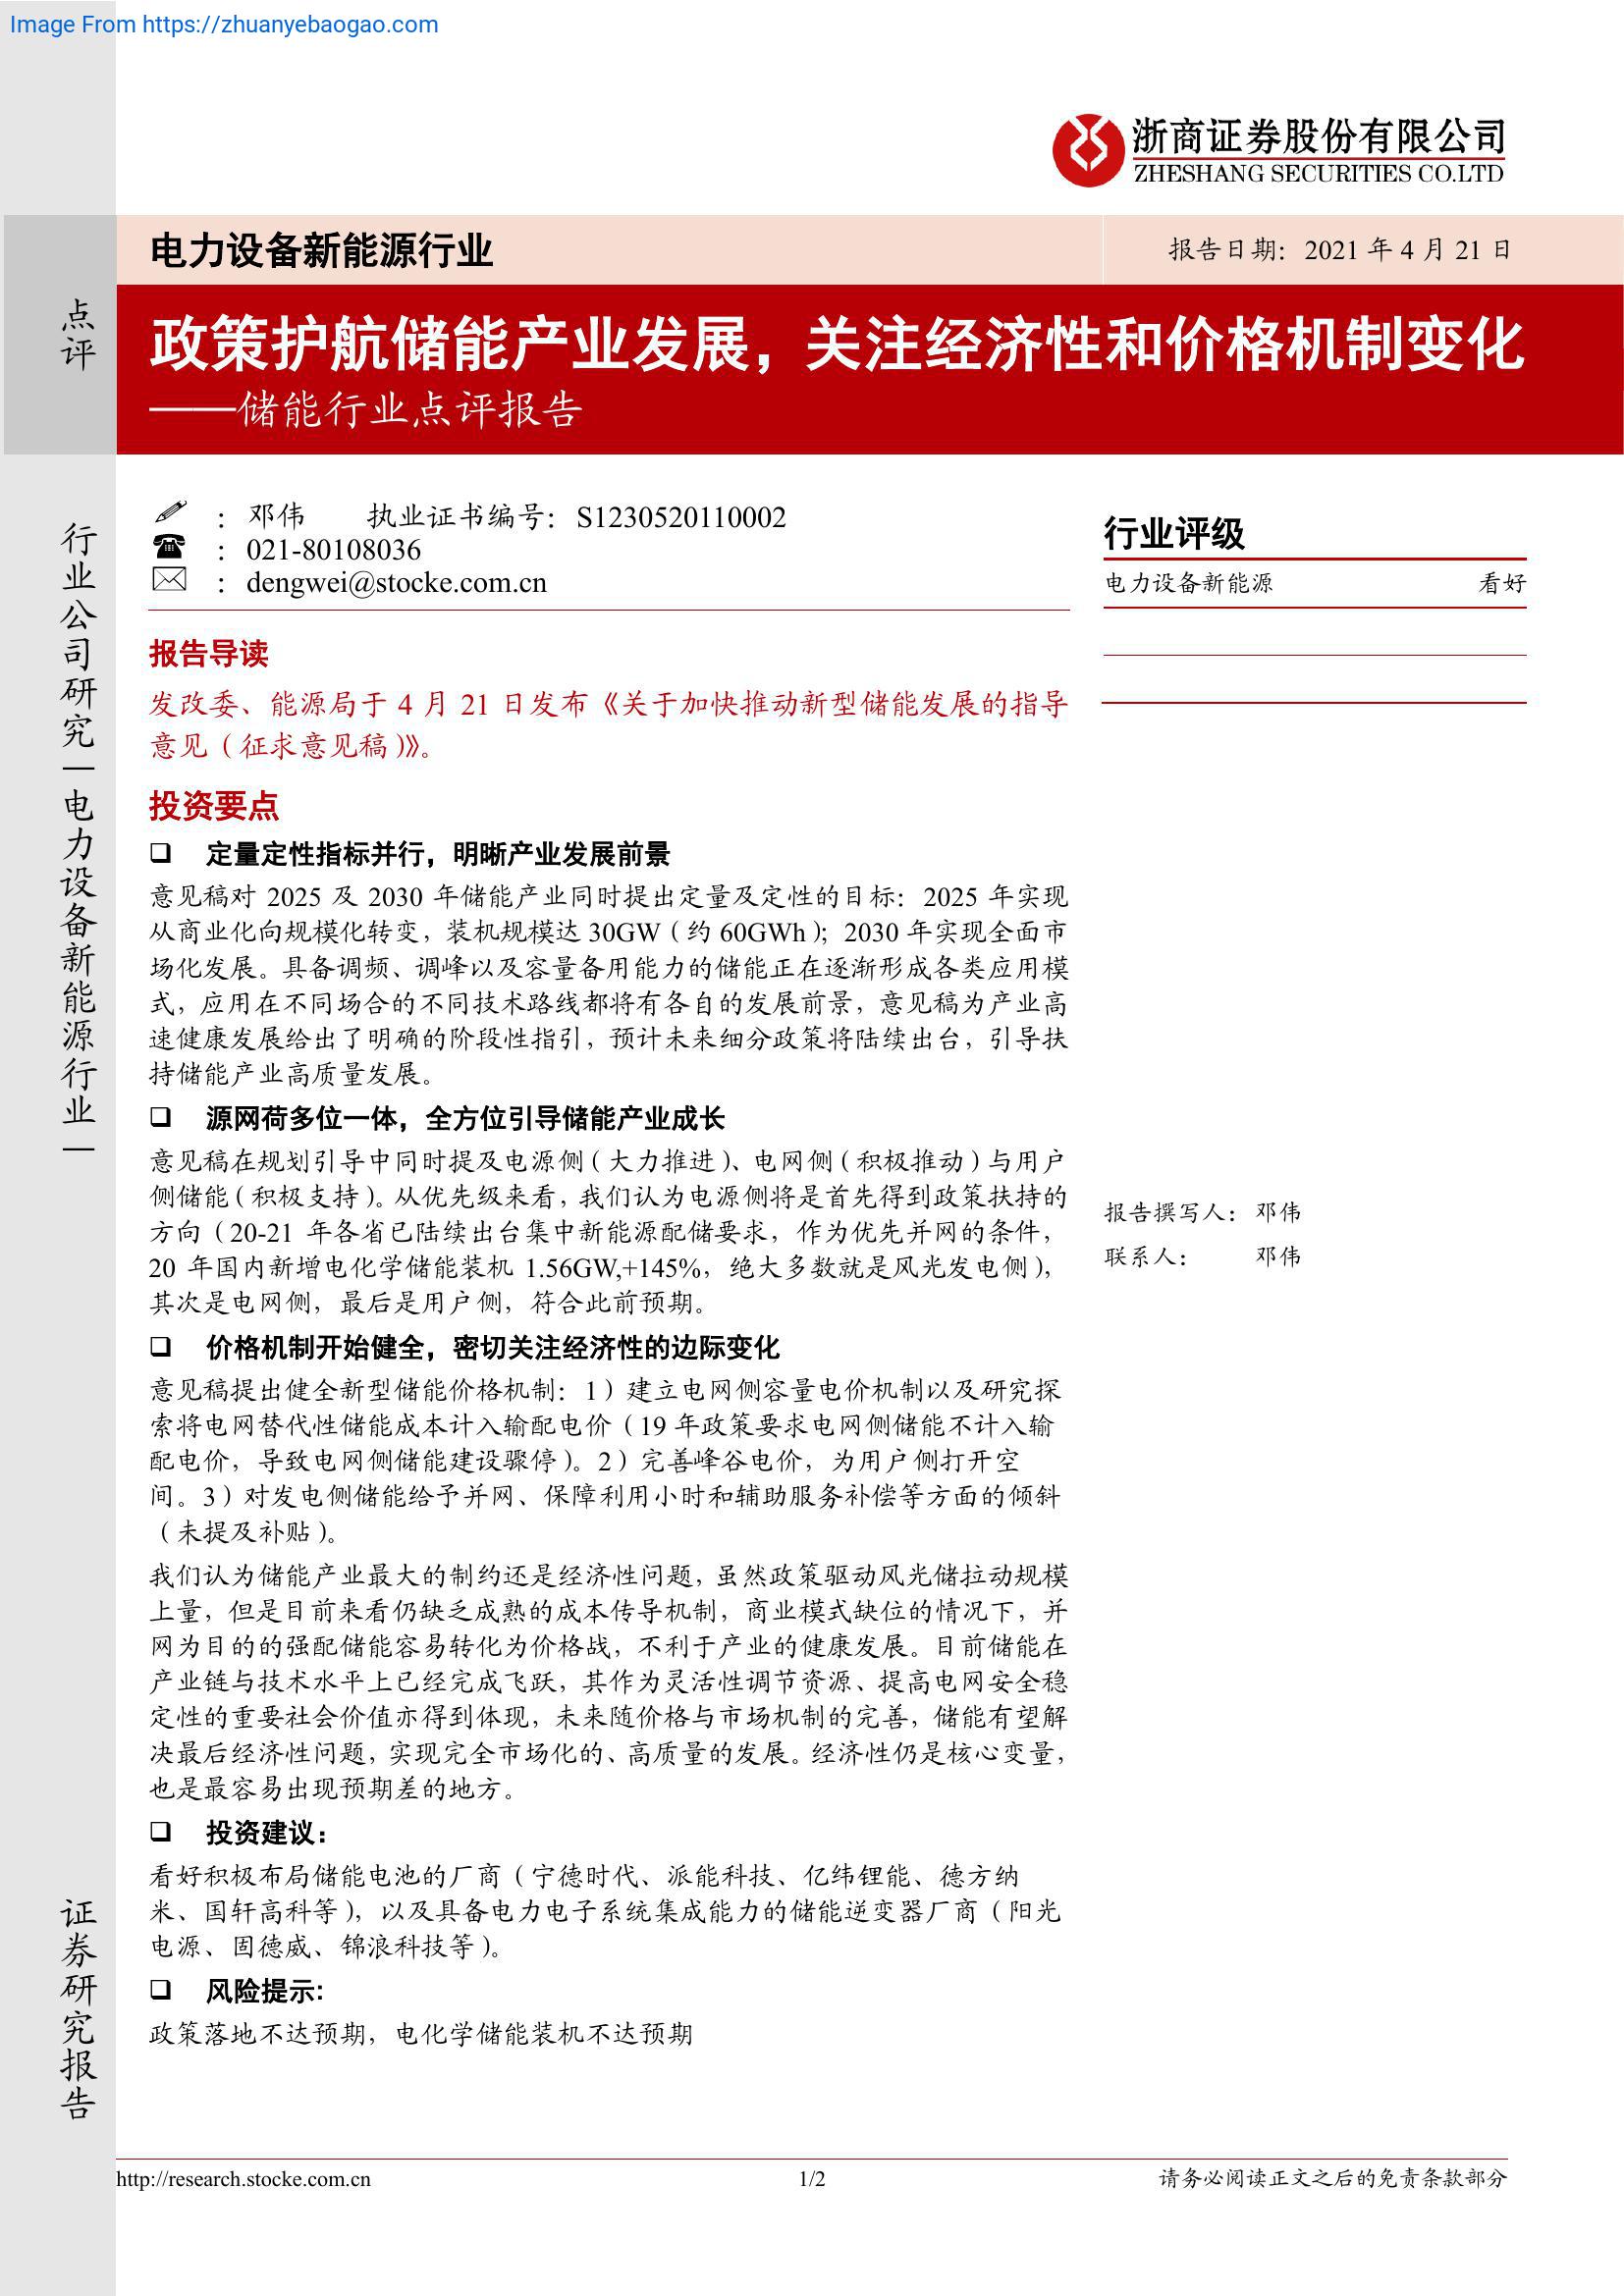 Image From https://zhuanyebaogao.com
浙商证券股份有限公司
ZHESHANG SECURITIES CO.LTD
电力设备新能源行业
报告日期：2021 年 4 月 21 日
点评
政策护航储能产业发展，关注经济性和价格机制变化
——储能行业点评报告
行业公司研究｜电力设备新能源行业｜
：邓伟 执业证书编号：S1230520110002
：021-80108036
：dengwei@stocke.com.cn
行业评级
电力设备新能源 看好
报告导读
发改委、能源局于 4 月 21 日发布《关于加快推动新型储能发展的指导
意见（征求意见稿）》。
投资要点
❑ 定量定性指标并行，明晰产业发展前景
意见稿对 2025 及 2030 年储能产业同时提出定量及定性的目标：2025 年实现
从商业化向规模化转变，装机规模达 30GW（约 60GWh）；2030 年实现全面市
场化发展。具备调频、调峰以及容量备用能力的储能正在逐渐形成各类应用模
式，应用在不同场合的不同技术路线都将有各自的发展前景，意见稿为产业高
速健康发展给出了明确的阶段性指引，预计未来细分政策将陆续出台，引导扶
持储能产业高质量发展。
❑ 源网荷多位一体，全方位引导储能产业成长
意见稿在规划引导中同时提及电源侧（大力推进）、电网侧（积极推动）与用户
侧储能（积极支持）。从优先级来看，我们认为电源侧将是首先得到政策扶持的
方向（20-21 年各省已陆续出台集中新能源配储要求，作为优先并网的条件，
20 年国内新增电化学储能装机 1.56GW,+145%，绝大多数就是风光发电侧），
其次是电网侧，最后是用户侧，符合此前预期。
❑ 价格机制开始健全，密切关注经济性的边际变化
意见稿提出健全新型储能价格机制：1）建立电网侧容量电价机制以及研究探
索将电网替代性储能成本计入输配电价（19 年政策要求电网侧储能不计入输
配电价，导致电网侧储能建设骤停）。2）完善峰谷电价，为用户侧打开空
间。3）对发电侧储能给予并网、保障利用小时和辅助服务补偿等方面的倾斜
（未提及补贴）。
我们认为储能产业最大的制约还是经济性问题，虽然政策驱动风光储拉动规模
上量，但是目前来看仍缺乏成熟的成本传导机制，商业模式缺位的情况下，并
网为目的的强配储能容易转化为价格战，不利于产业的健康发展。目前储能在
产业链与技术水平上已经完成飞跃，其作为灵活性调节资源、提高电网安全稳
定性的重要社会价值亦得到体现，未来随价格与市场机制的完善，储能有望解
决最后经济性问题，实现完全市场化的、高质量的发展。经济性仍是核心变量，
也是最容易出现预期差的地方。
❑ 投资建议：
看好积极布局储能电池的厂商（宁德时代、派能科技、亿纬锂能、德方纳
米、国轩高科等），以及具备电力电子系统集成能力的储能逆变器厂商（阳光
电源、固德威、锦浪科技等）。
❑ 风险提示:
政策落地不达预期，电化学储能装机不达预期
报告撰写人：邓伟
联系人： 邓伟
证券研究报告
http://research.stocke.com.cn
1/2
请务必阅读正文之后的免责条款部分